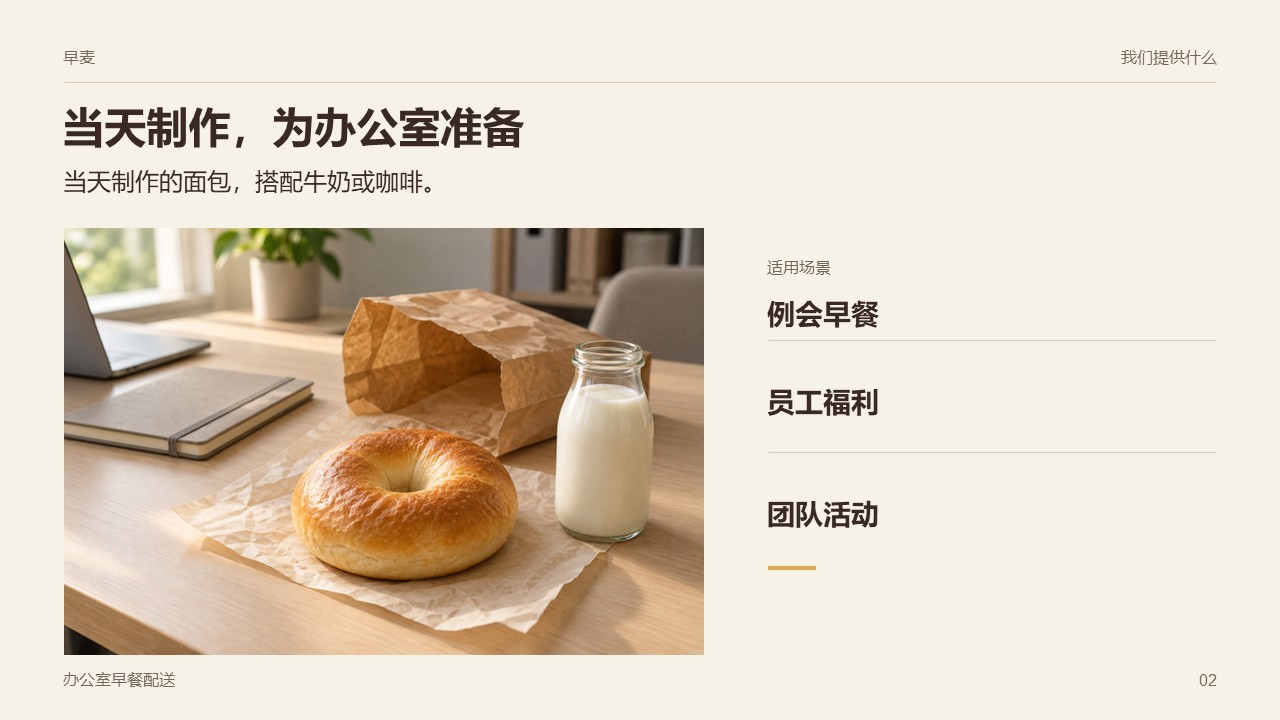 早麦
我们提供什么
当天制作，为办公室准备
当天制作的面包，搭配牛奶或咖啡。
适用场景
例会早餐
员工福利
团队活动
办公室早餐配送
02